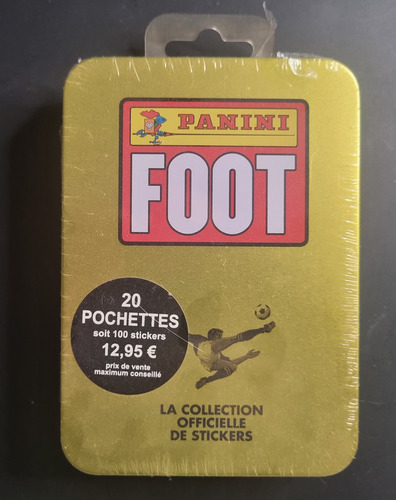 PANINI
FOOT
20
POCHETTES
soit 100 stickers
12,95 €
prix de vente
maximum conseillé
LA COLLECTION
OFFICIELLE
DE STICKERS